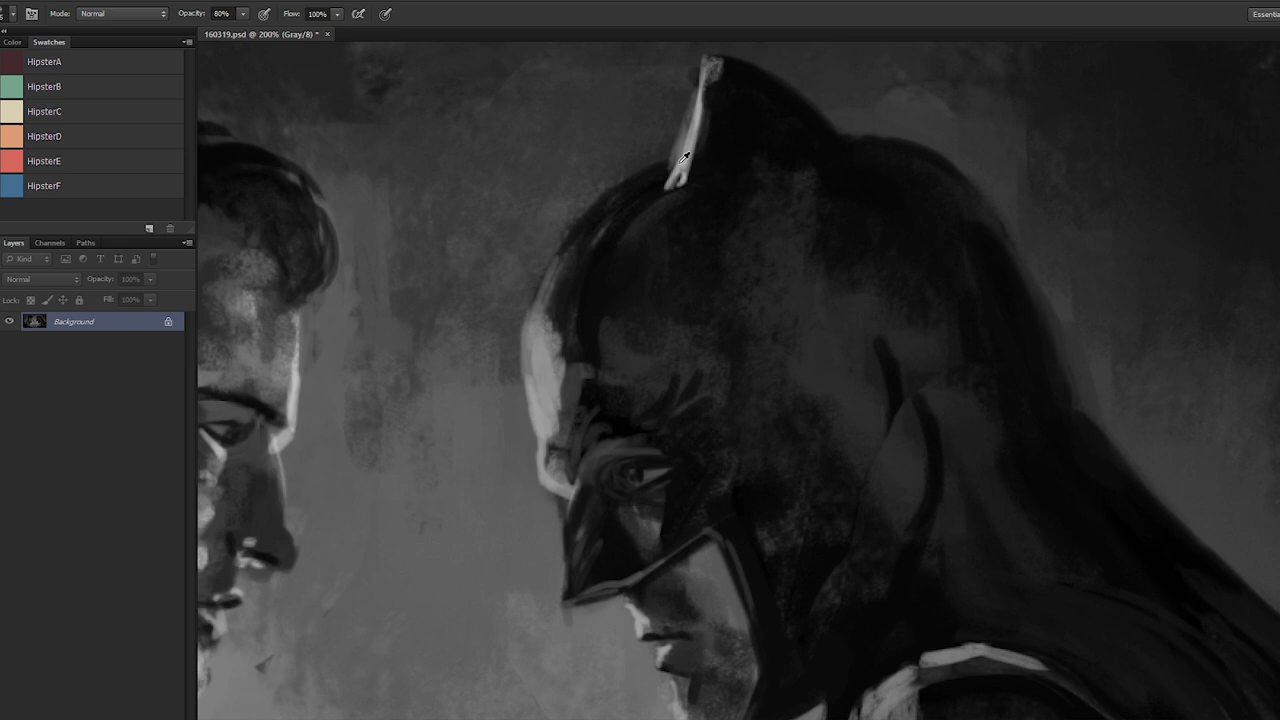 Mode: Normal Opacity: 80% Flow: 100% Essentia
160319.psd @ 200% (Gray/8) * ×
Color Swatches
HipsterA
HipsterB
HipsterC
HipsterD
HipsterE
HipsterF
Layers Channels Paths
Kind
Normal Opacity: 100%
Lock: Fill: 100%
Background